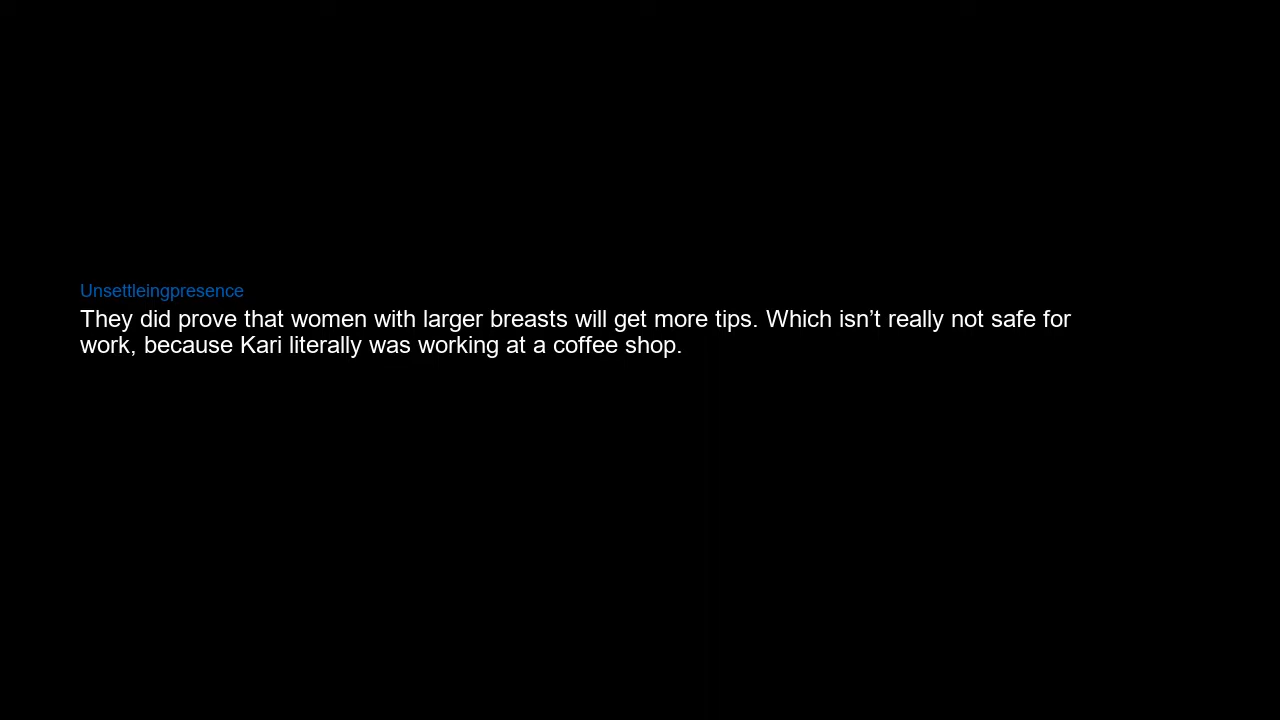 Unsettleingpresence
They did prove that women with larger breasts will get more tips. Which isn’t really not safe for
work, because Kari literally was working at a coffee shop.